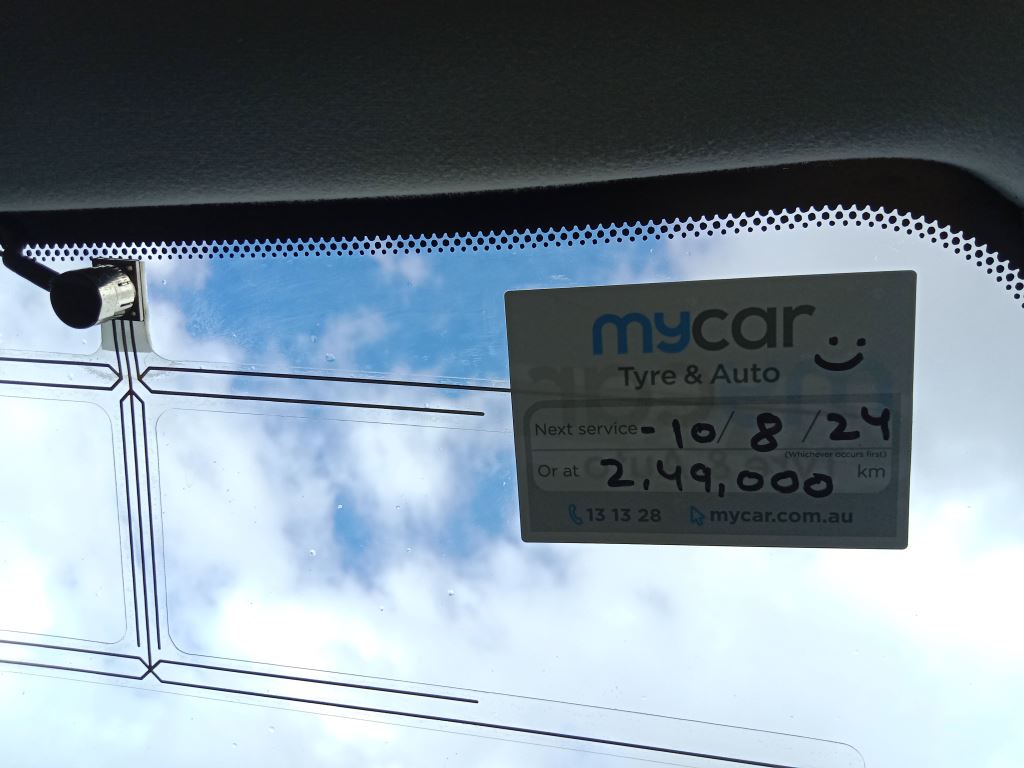 mycar
Tyre & Auto
Next service - 10/8/24
(Whichever occurs first)
Or at 2,49,000 km
13 13 28 mycar.com.au